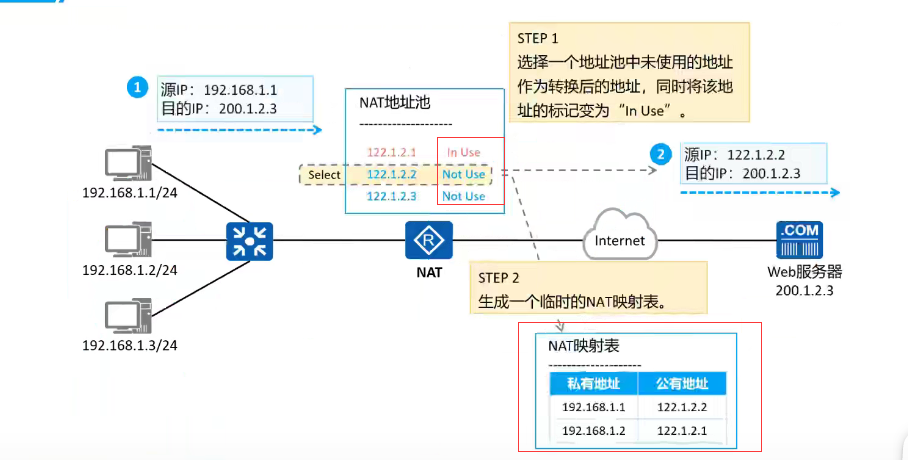 STEP 1
选择一个地址池中未使用的地址
作为转换后的地址，同时将该地
址的标记变为“In Use”。
1
源IP：192.168.1.1
目的IP：200.1.2.3
NAT地址池
--------------------
122.1.2.1 In Use
Select 122.1.2.2 Not Use
122.1.2.3 Not Use
2
源IP：122.1.2.2
目的IP：200.1.2.3
192.168.1.1/24
192.168.1.2/24
192.168.1.3/24
R
NAT
Internet
.COM
Web服务器
200.1.2.3
STEP 2
生成一个临时的NAT映射表。
NAT映射表
--------------------
私有地址 公有地址
192.168.1.1 122.1.2.2
192.168.1.2 122.1.2.1